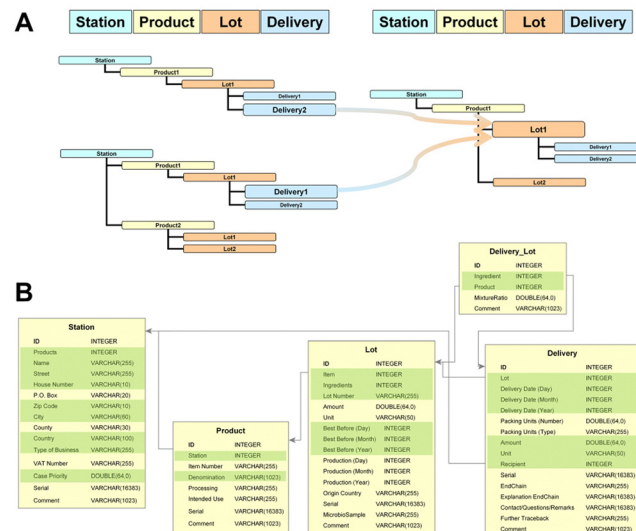 A
Station Product Lot Delivery
Station Product Lot Delivery
Station
Product1
Lot1
Delivery1
Delivery2
Station
Product1
Lot1
Delivery1
Delivery2
Product2
Lot1
Lot2
Station
Product1
Lot1
Delivery1
Delivery2
Lot2
B
Delivery_Lot
ID INTEGER
Ingredient INTEGER
Product INTEGER
MixtureRatio DOUBLE(64,0)
Comment VARCHAR(1023)
Station
ID INTEGER
Products INTEGER
Name VARCHAR(255)
Street VARCHAR(255)
House Number VARCHAR(10)
P.O. Box VARCHAR(20)
Zip Code VARCHAR(10)
City VARCHAR(60)
County VARCHAR(30)
Country VARCHAR(100)
Type of Business VARCHAR(255)
VAT Number VARCHAR(255)
Case Priority DOUBLE(64,0)
Serial VARCHAR(16383)
Comment VARCHAR(1023)
Product
ID INTEGER
Station INTEGER
Item Number VARCHAR(255)
Denomination VARCHAR(1023)
Processing VARCHAR(255)
Intended Use VARCHAR(255)
Serial VARCHAR(16383)
Comment VARCHAR(1023)
Lot
ID INTEGER
Item INTEGER
Ingredients INTEGER
Lot Number VARCHAR(255)
Amount DOUBLE(64,0)
Unit VARCHAR(50)
Best Before (Day) INTEGER
Best Before (Month) INTEGER
Best Before (Year) INTEGER
Production (Day) INTEGER
Production (Month) INTEGER
Production (Year) INTEGER
Origin Country VARCHAR(255)
Serial VARCHAR(16383)
MicrobioSample VARCHAR(255)
Comment VARCHAR(1023)
Delivery
ID INTEGER
Lot INTEGER
Delivery Date (Day) INTEGER
Delivery Date (Month) INTEGER
Delivery Date (Year) INTEGER
Packing Units (Number) DOUBLE(64,0)
Packing Units (Type) VARCHAR(255)
Amount DOUBLE(64,0)
Unit VARCHAR(50)
Recipient INTEGER
Serial VARCHAR(16383)
EndChain VARCHAR(255)
Explanation EndChain VARCHAR(16383)
Contact/Questions/Remarks VARCHAR(16383)
Further Traceback VARCHAR(255)
Comment VARCHAR(1023)